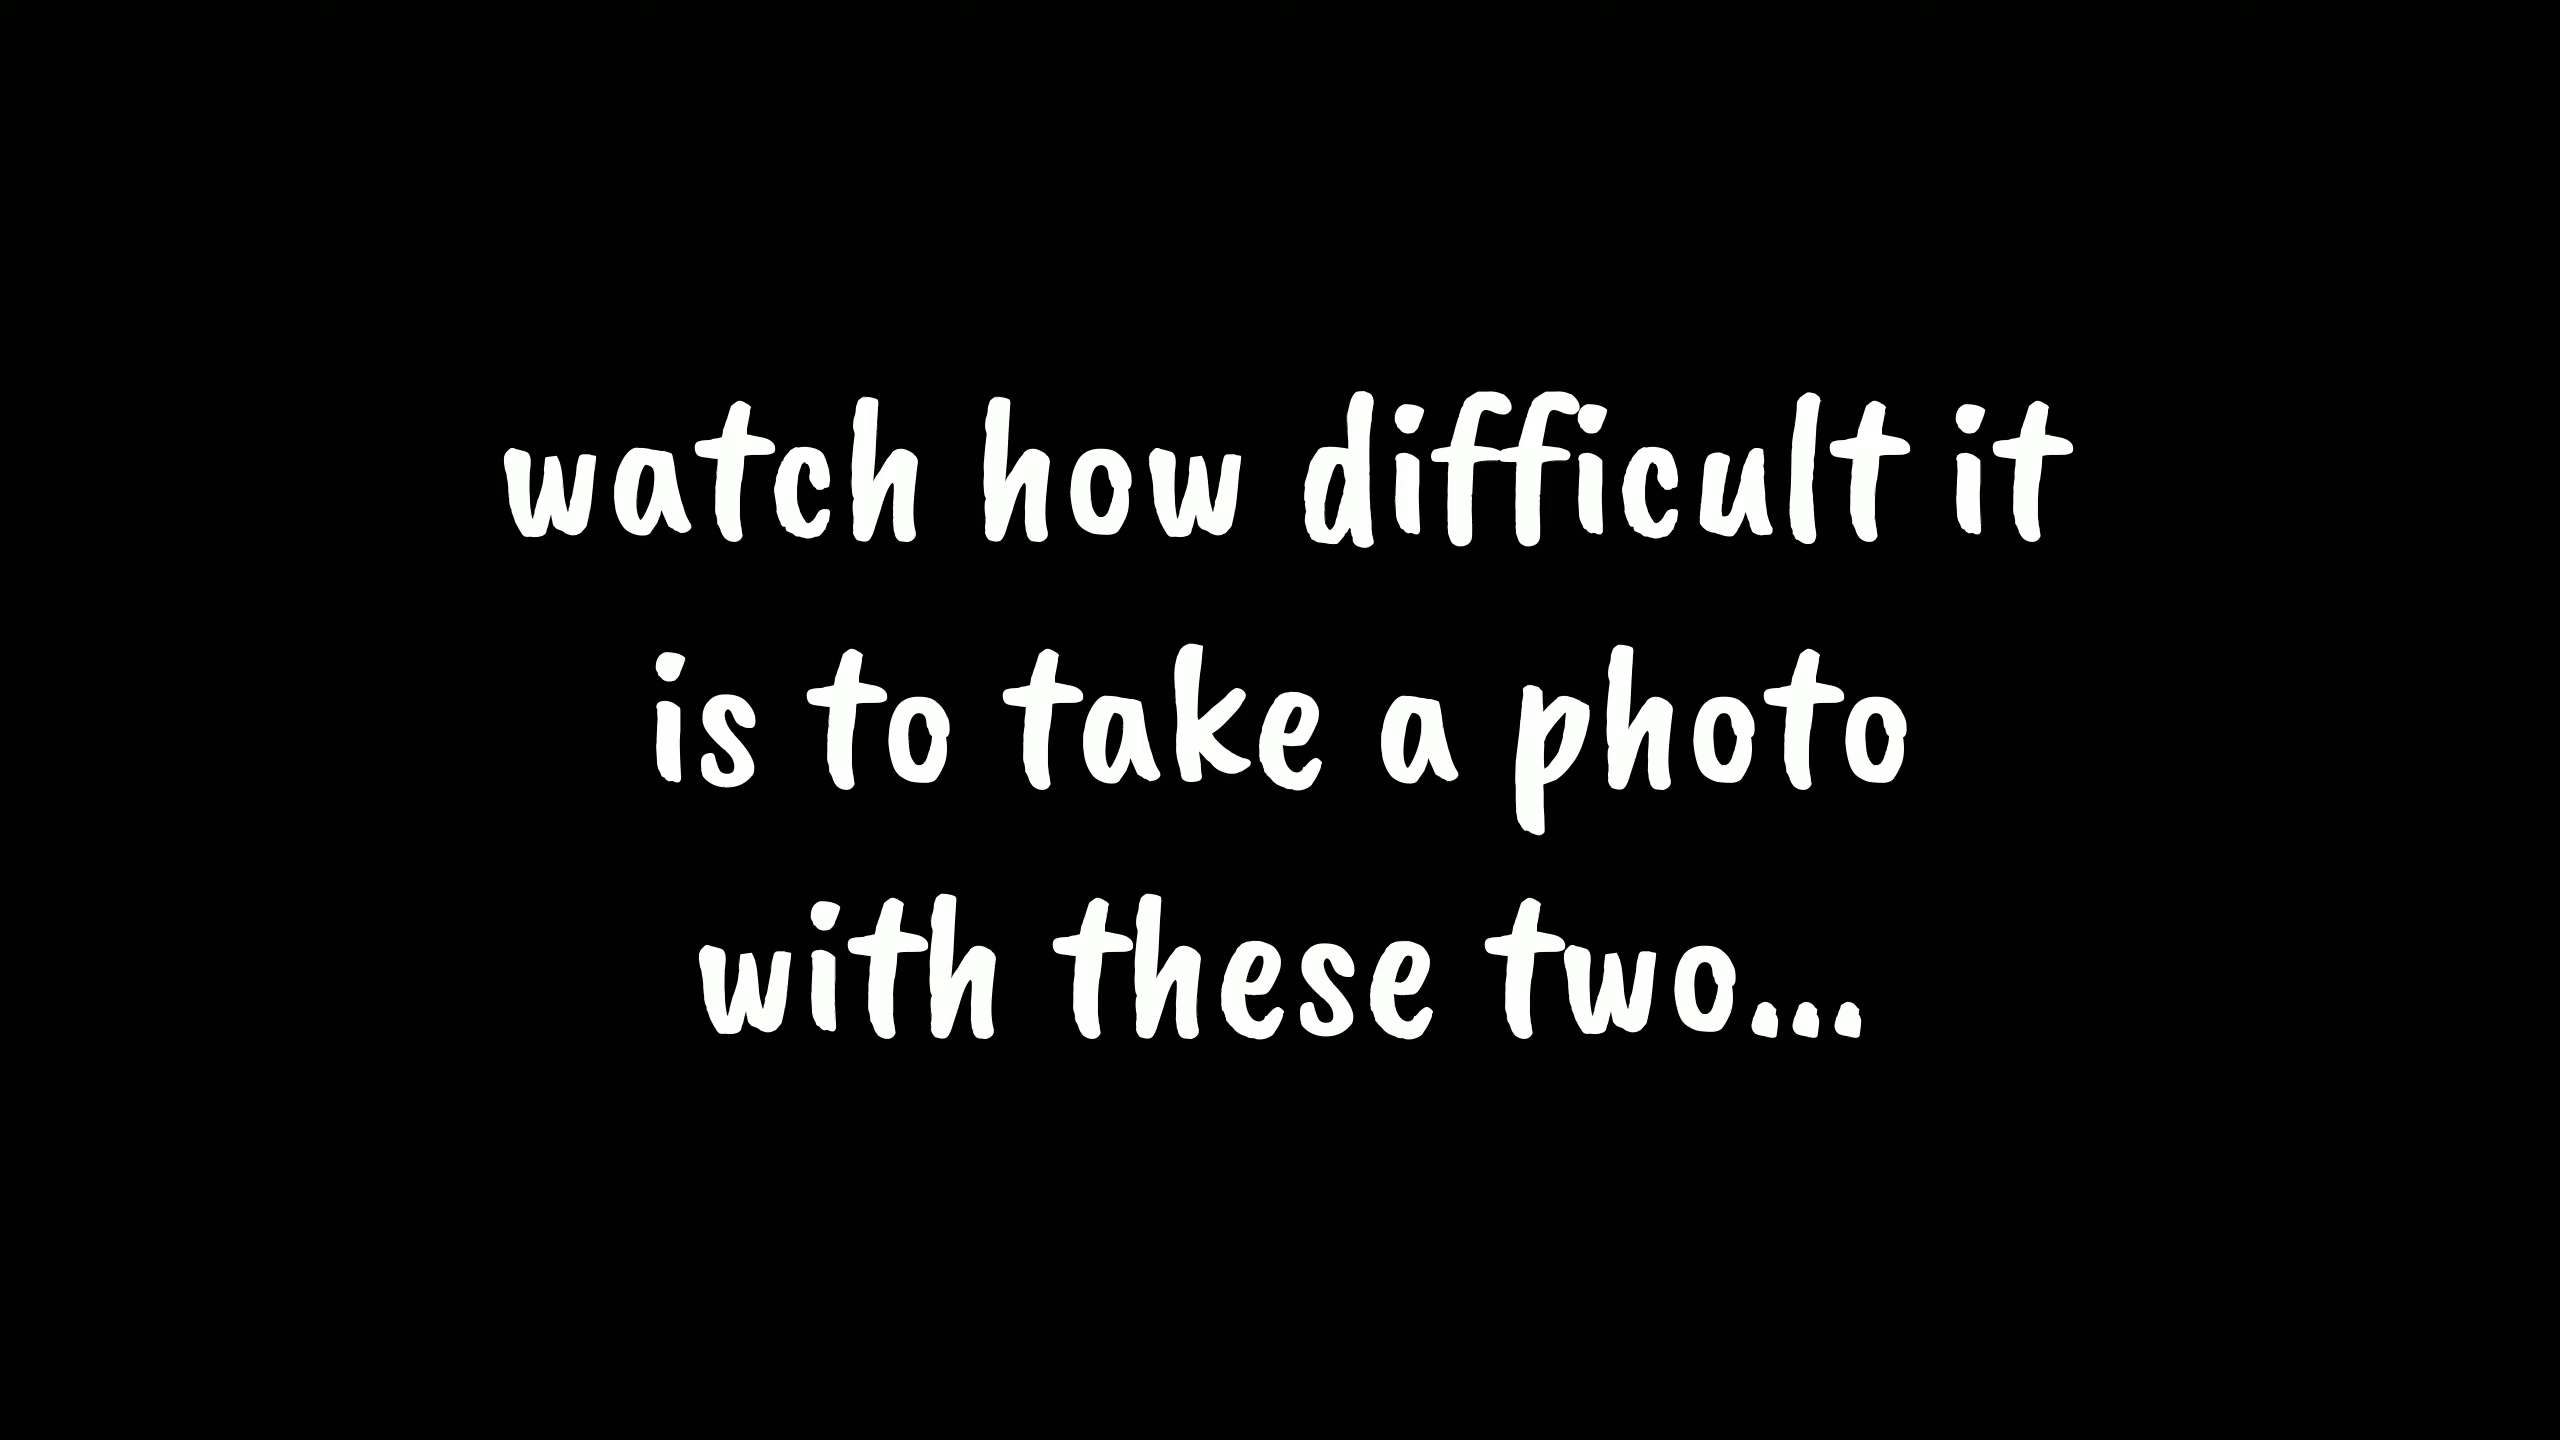 watch how difficult it
is to take a photo
with these two...